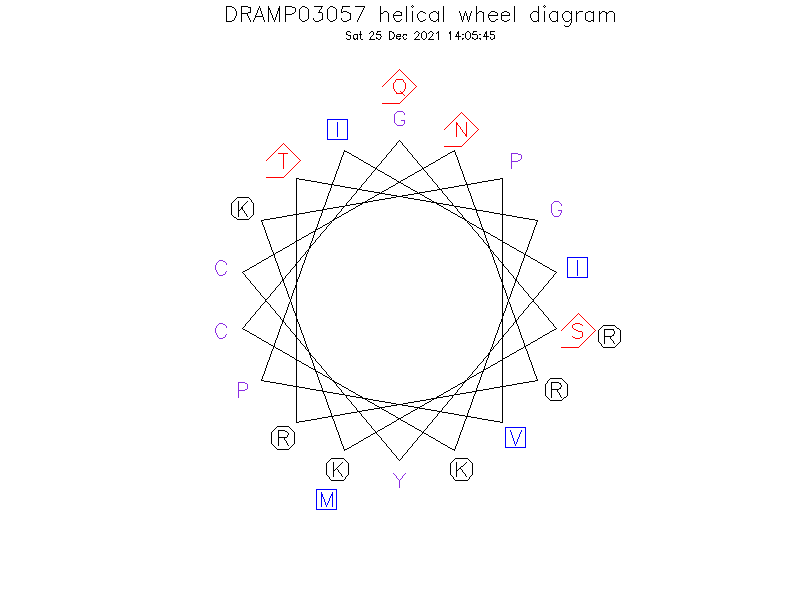 DRAMP03057 helical wheel diagram
Sat 25 Dec 2021 14:05:45
Q
G
I
N
T
P
K
G
C
I
C
S
R
P
R
R
V
K
K
Y
M